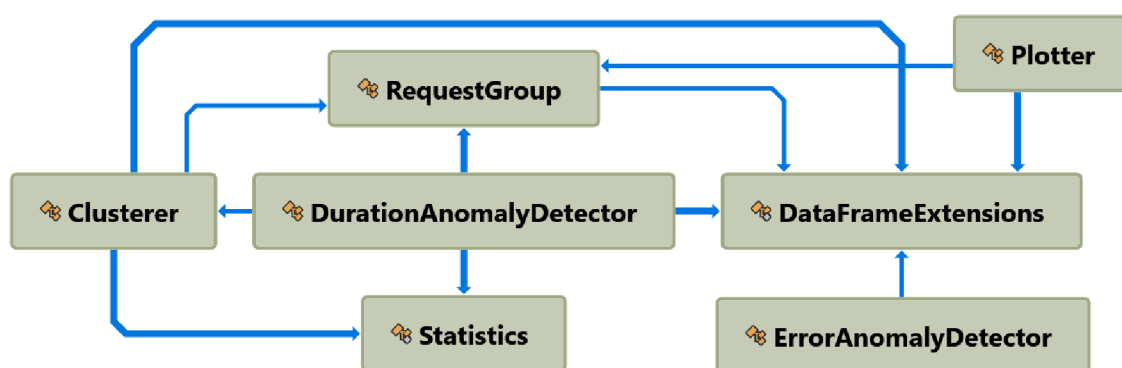 Plotter
RequestGroup
Clusterer
DurationAnomalyDetector
DataFrameExtensions
Statistics
ErrorAnomalyDetector